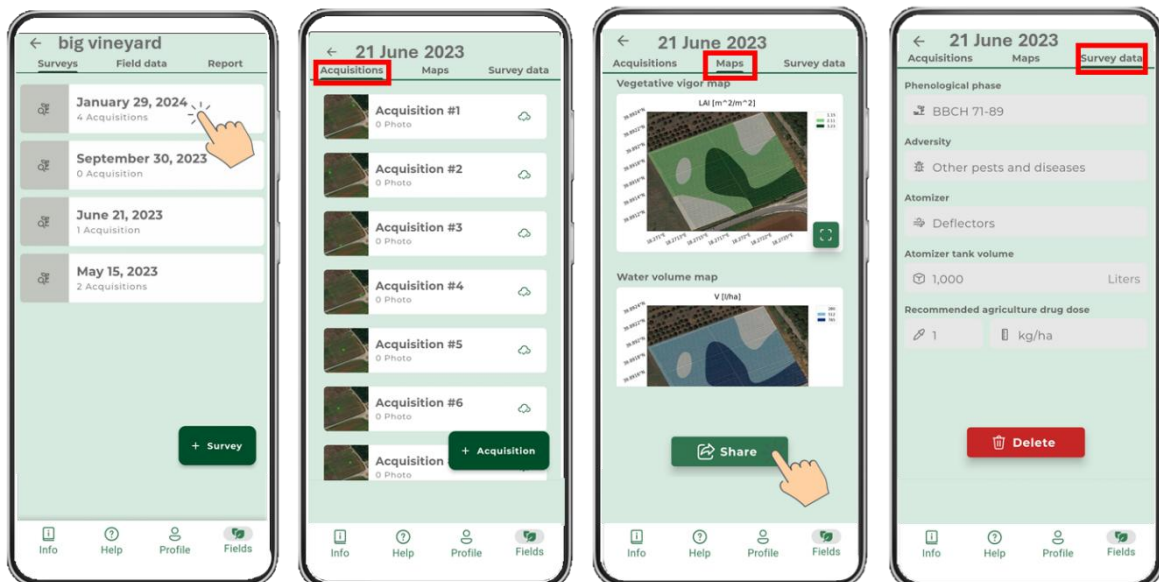 big vineyard
Surveys Field data Report
January 29, 2024
4 Acquisitions
September 30, 2023
0 Acquisition
June 21, 2023
1 Acquisition
May 15, 2023
2 Acquisitions
+ Survey
Info Help Profile Fields
21 June 2023
Acquisitions Maps Survey data
Acquisition #1
0 Photo
Acquisition #2
0 Photo
Acquisition #3
0 Photo
Acquisition #4
0 Photo
Acquisition #5
0 Photo
Acquisition #6
0 Photo
Acquisition
0 Photo
+ Acquisition
Info Help Profile Fields
21 June 2023
Acquisitions Maps Survey data
Vegetative vigor map
LAI [m^2/m^2]
Water volume map
V [l/ha]
Share
Info Help Profile Fields
21 June 2023
Acquisitions Maps Survey data
Phenological phase
BBCH 71-89
Adversity
Other pests and diseases
Atomizer
Deflectors
Atomizer tank volume
1,000 Liters
Recommended agriculture drug dose
1 kg/ha
Delete
Info Help Profile Fields